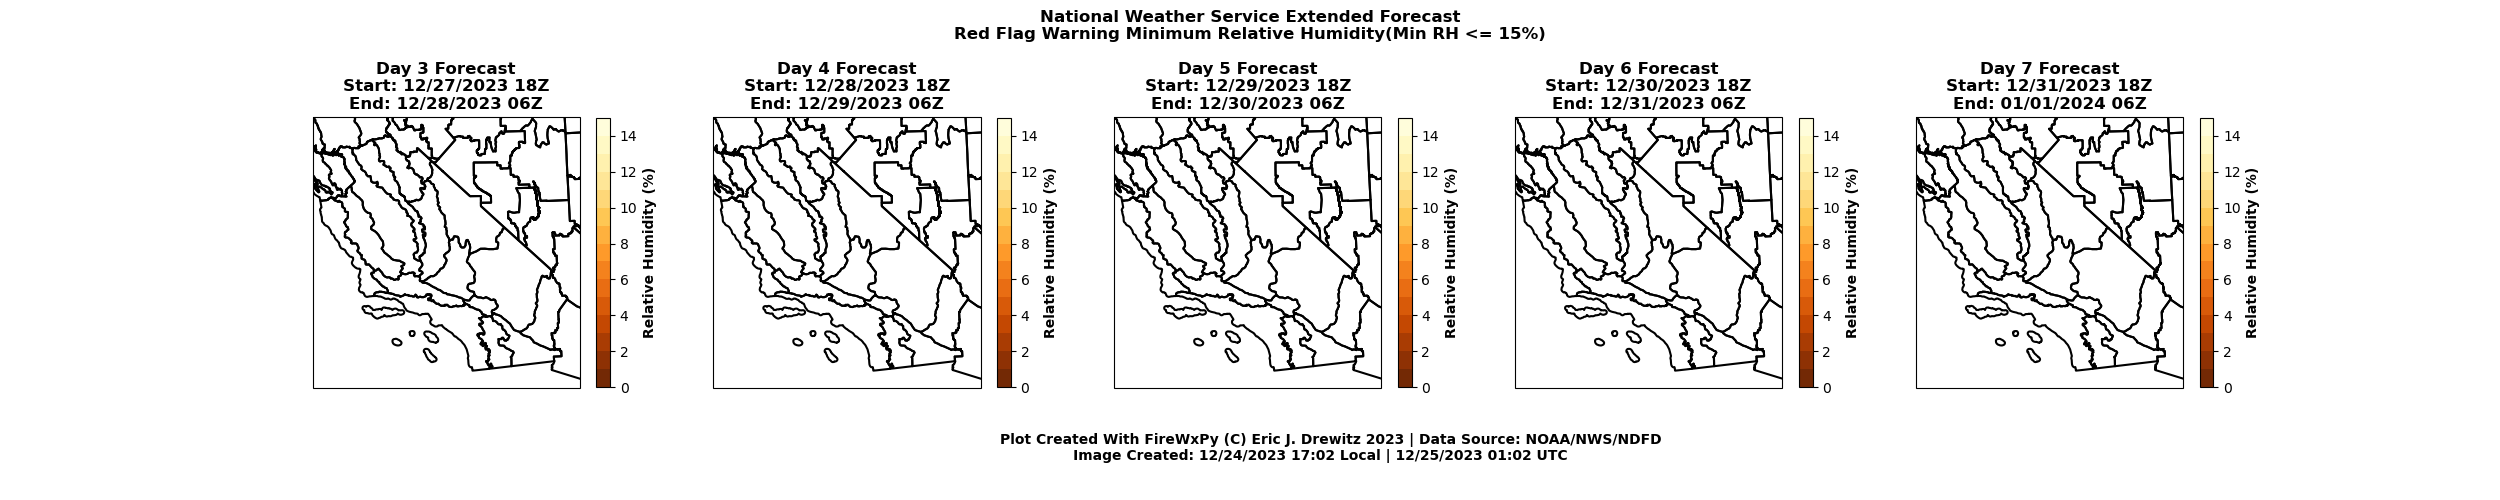 National Weather Service Extended Forecast
Red Flag Warning Minimum Relative Humidity(Min RH <= 15%)
Day 3 Forecast
Start: 12/27/2023 18Z
End: 12/28/2023 06Z
14
12
10
8
6
4
2
0
Relative Humidity (%)
Day 4 Forecast
Start: 12/28/2023 18Z
End: 12/29/2023 06Z
14
12
10
8
6
4
2
0
Relative Humidity (%)
Day 5 Forecast
Start: 12/29/2023 18Z
End: 12/30/2023 06Z
14
12
10
8
6
4
2
0
Relative Humidity (%)
Day 6 Forecast
Start: 12/30/2023 18Z
End: 12/31/2023 06Z
14
12
10
8
6
4
2
0
Relative Humidity (%)
Day 7 Forecast
Start: 12/31/2023 18Z
End: 01/01/2024 06Z
14
12
10
8
6
4
2
0
Relative Humidity (%)
Plot Created With FireWxPy (C) Eric J. Drewitz 2023 | Data Source: NOAA/NWS/NDFD
Image Created: 12/24/2023 17:02 Local | 12/25/2023 01:02 UTC